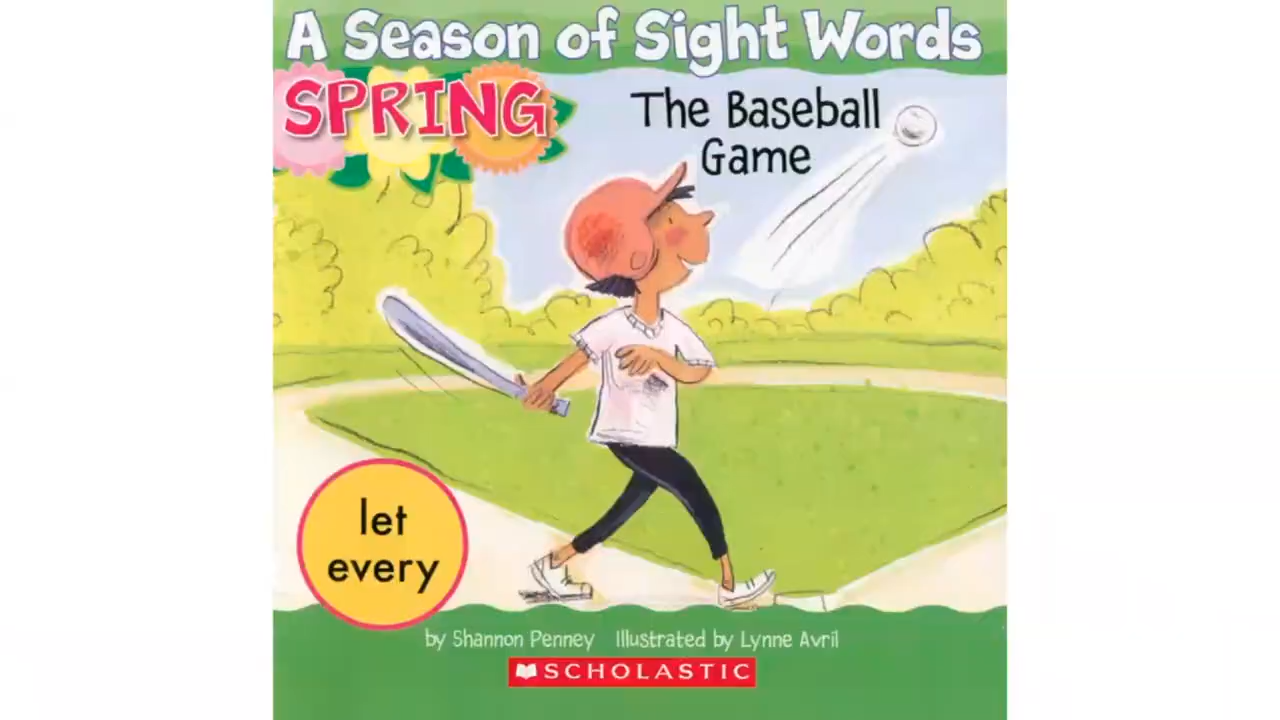 A Season of Sight Words
SPRING
The Baseball
Game
let
every
by Shannon Penney Illustrated by Lynne Avril
SCHOLASTIC